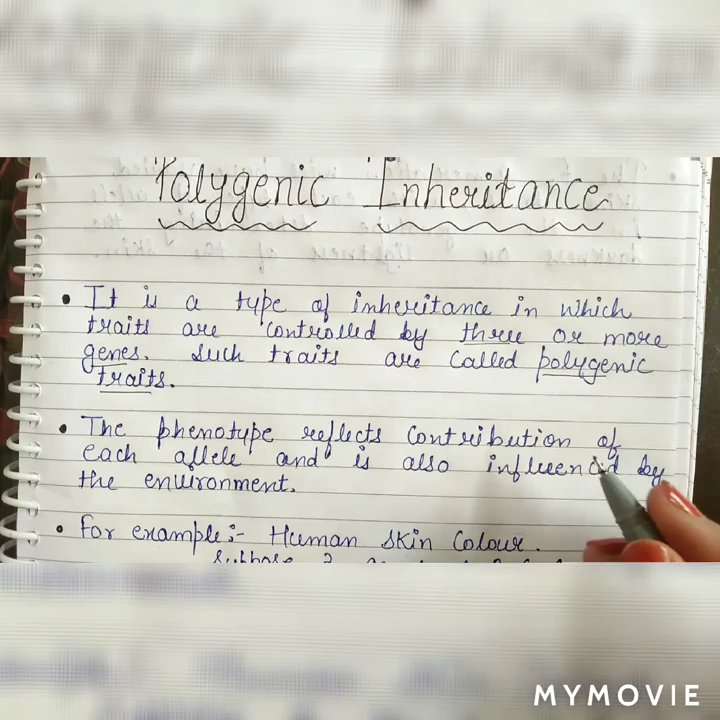 Polygenic Inheritance
• It is a type of inheritance in which
traits are controlled by three or more
genes. Such traits are called polygenic
traits.
• The phenotype reflects contribution of
each allele and is also influenced by
the environment.
• For example:- Human skin colour.
Suppose
MYMOVIE